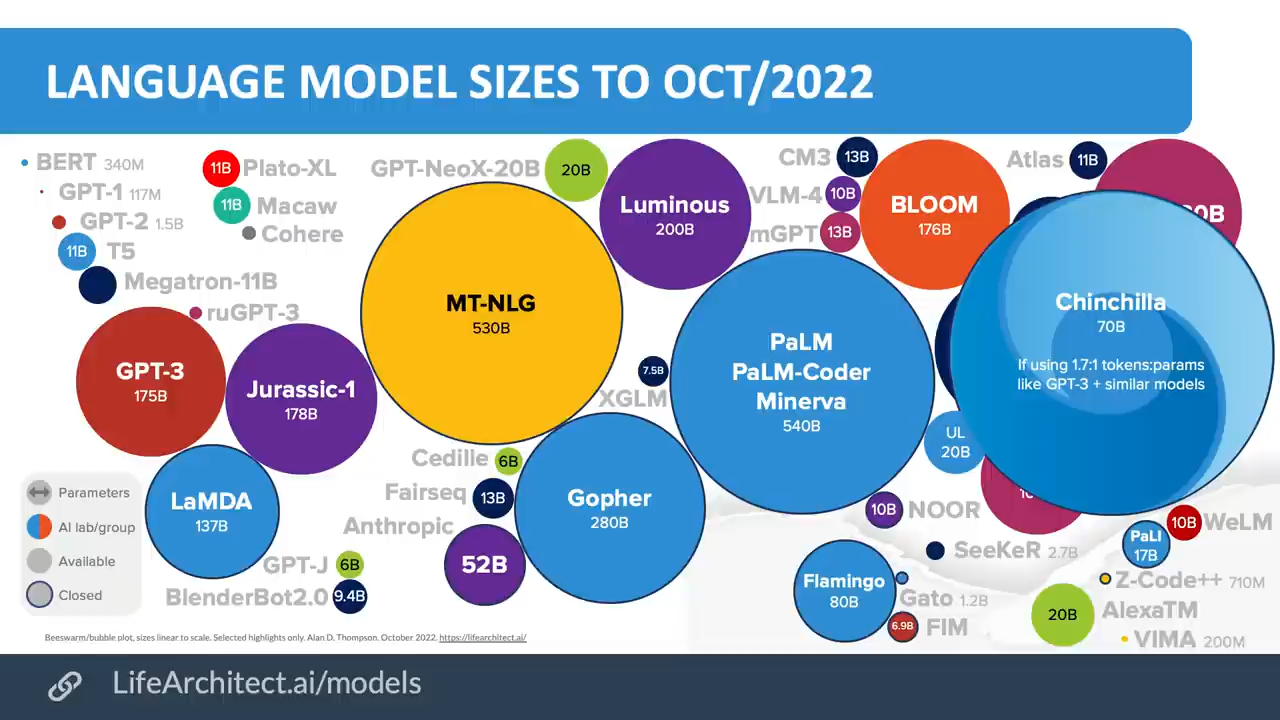 LANGUAGE MODEL SIZES TO OCT/2022
BERT 340M
GPT-1 117M
GPT-2 1.5B
11B T5
Megatron-11B
ruGPT-3
11B Plato-XL
11B Macaw
Cohere
GPT-3
175B
Jurassic-1
178B
LaMDA
137B
GPT-NeoX-20B 20B
MT-NLG
530B
Luminous
200B
7.5B
XGLM
Cedille 6B
Fairseq 13B
Anthropic
52B
GPT-J 6B
BlenderBot2.0 9.4B
Gopher
280B
CM3 13B
VLM-4 10B
mGPT 13B
BLOOM
176B
PaLM
PaLM-Coder
Minerva
540B
Atlas 11B
0B
Chinchilla
70B
If using 1.7:1 tokens:params
like GPT-3 + similar models
UL
20B
10B NOOR
SeeKeR 2.7B
Flamingo
80B
Gato 1.2B
6.9B FIM
PaLI
17B
10B WeLM
Z-Code++ 710M
20B AlexaTM
VIMA 200M
Parameters
AI lab/group
Available
Closed
Beeswarm/bubble plot, sizes linear to scale. Selected highlights only. Alan D. Thompson. October 2022. https://lifearchitect.ai/
LifeArchitect.ai/models